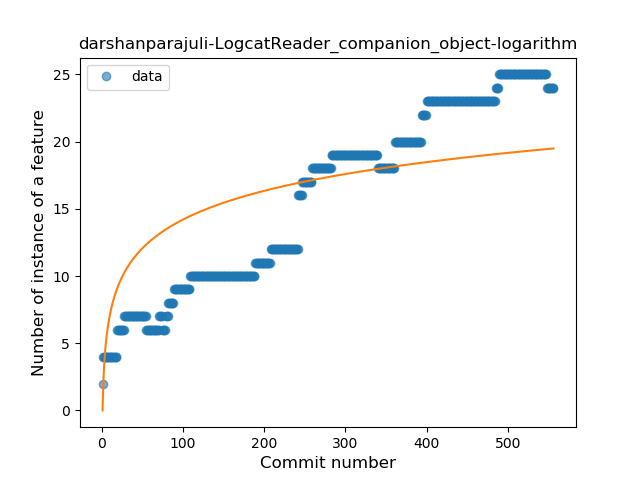 darshanparajuli-LogcatReader_companion_object-logarithm
data
Number of instance of a feature
25
20
15
10
5
0
0 100 200 300 400 500
Commit number